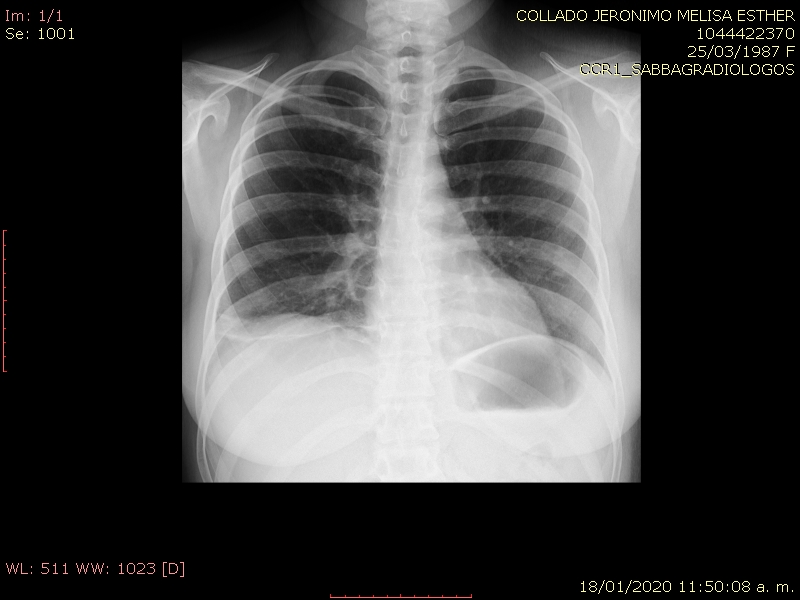 Im: 1/1
Se: 1001
COLLADO JERONIMO MELISA ESTHER
1044422370
25/03/1987 F
CCR1_SABBAGRADIOLOGOS
WL: 511 WW: 1023 [D]
18/01/2020 11:50:08 a. m.